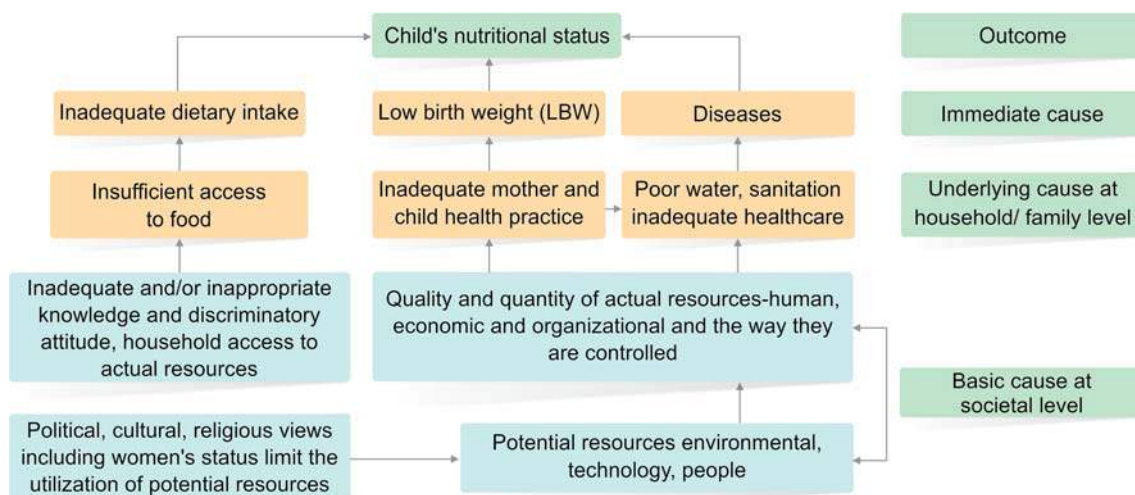 Child's nutritional status
Outcome
Inadequate dietary intake
Low birth weight (LBW)
Diseases
Immediate cause
Insufficient access
to food
Inadequate mother and
child health practice
Poor water, sanitation
inadequate healthcare
Underlying cause at
household/ family level
Inadequate and/or inappropriate
knowledge and discriminatory
attitude, household access to
actual resources
Quality and quantity of actual resources-human,
economic and organizational and the way they
are controlled
Basic cause at
societal level
Political, cultural, religious views
including women's status limit the
utilization of potential resources
Potential resources environmental,
technology, people